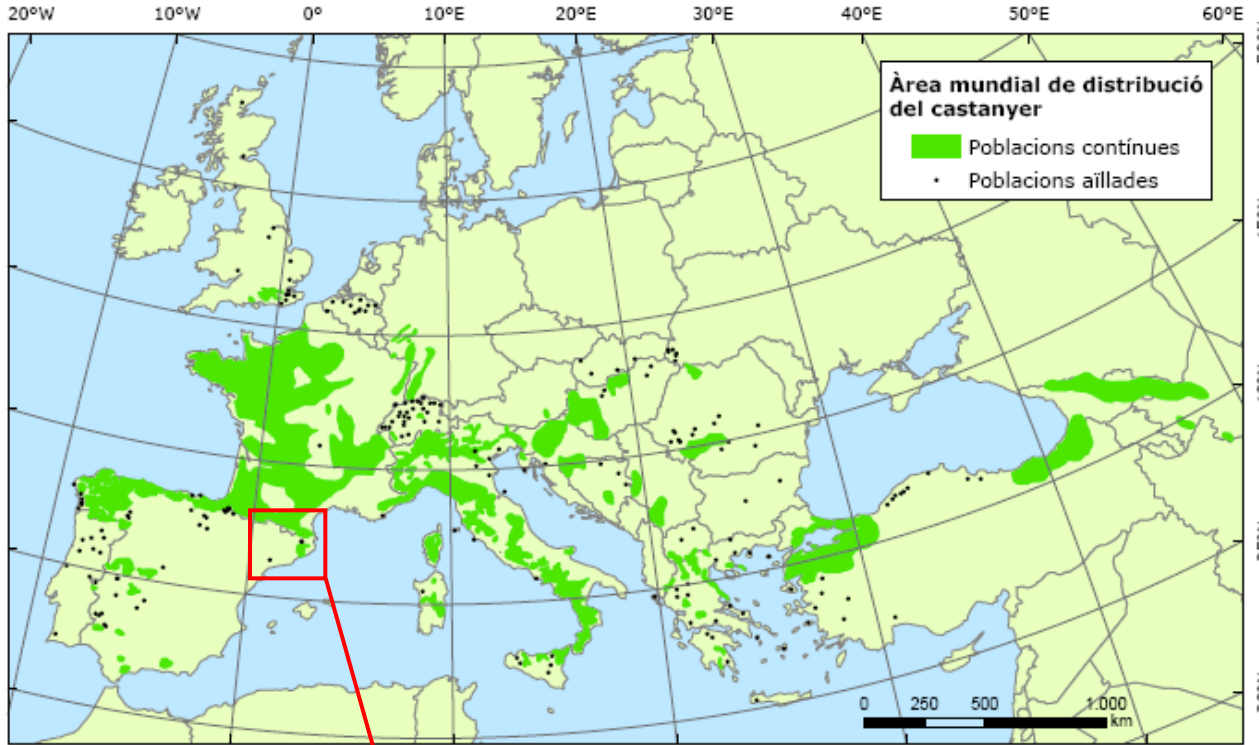 20°W 10°W 0° 10°E 20°E 30°E 40°E 50°E 60°E
Àrea mundial de distribució
del castanyer
Poblacions contínues
Poblacions aïllades
0 250 500 1.000
km